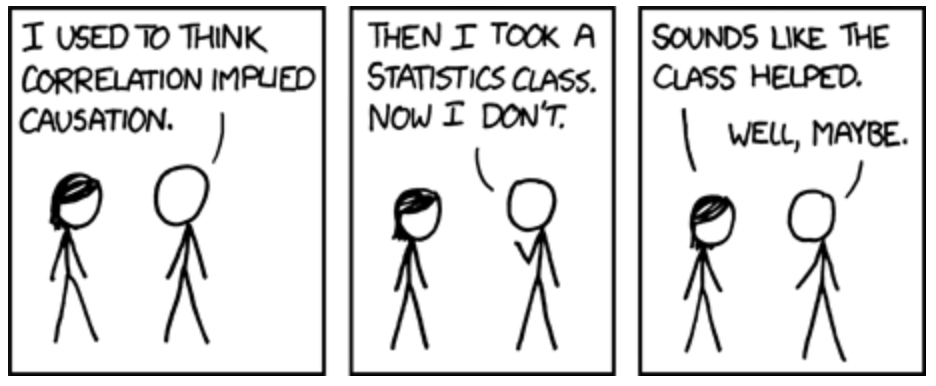 I USED TO THINK
CORRELATION IMPLIED
CAUSATION.
THEN I TOOK A
STATISTICS CLASS.
NOW I DON'T.
SOUNDS LIKE THE
CLASS HELPED.
WELL, MAYBE.